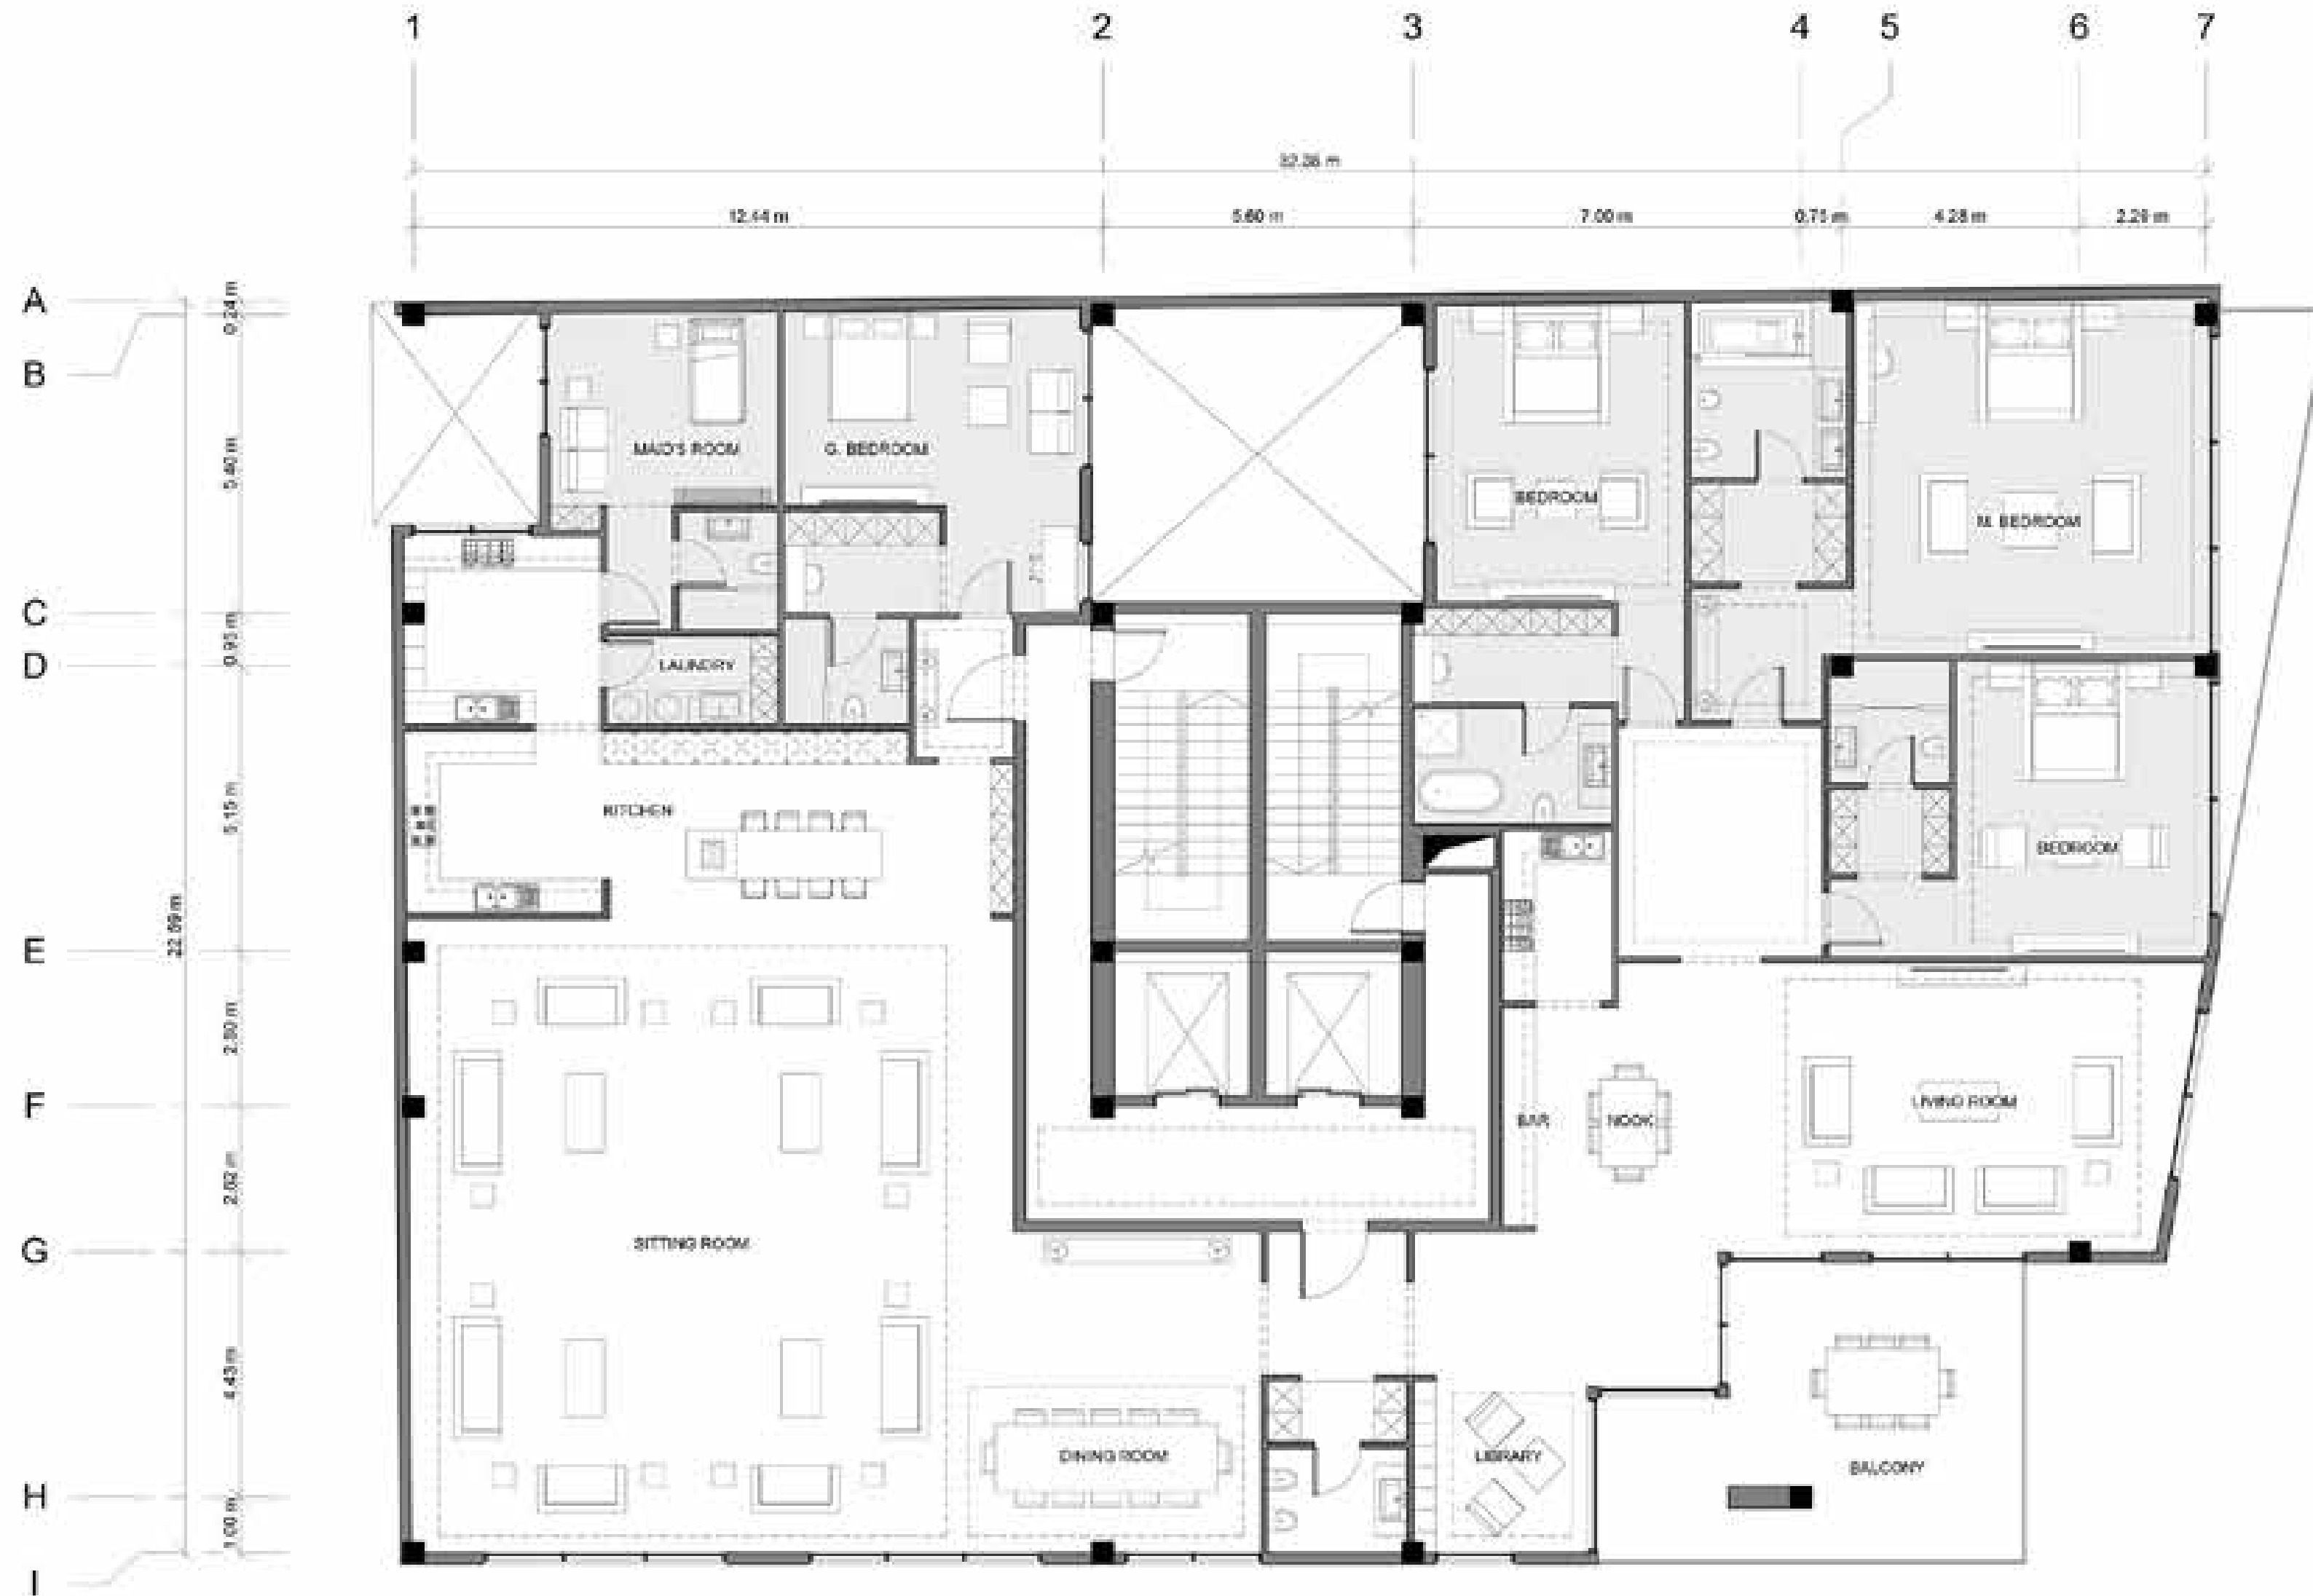 1 2 3 4 5 6 7
32.36 m
12.44 m 5.60 m 7.00 m 0.75 m 4.28 m 2.29 m
A
0.24 m
B
5.40 m
MAID'S ROOM G. BEDROOM
BEDROOM
M. BEDROOM
C
0.95 m
D
LAUNDRY
5.15 m
KITCHEN
BEDROOM
22.69 m
E
2.80 m
F
LIVING ROOM
BAR NOOK
2.62 m
G
SITTING ROOM
4.43 m
DINING ROOM LIBRARY
BALCONY
H
1.00 m
I